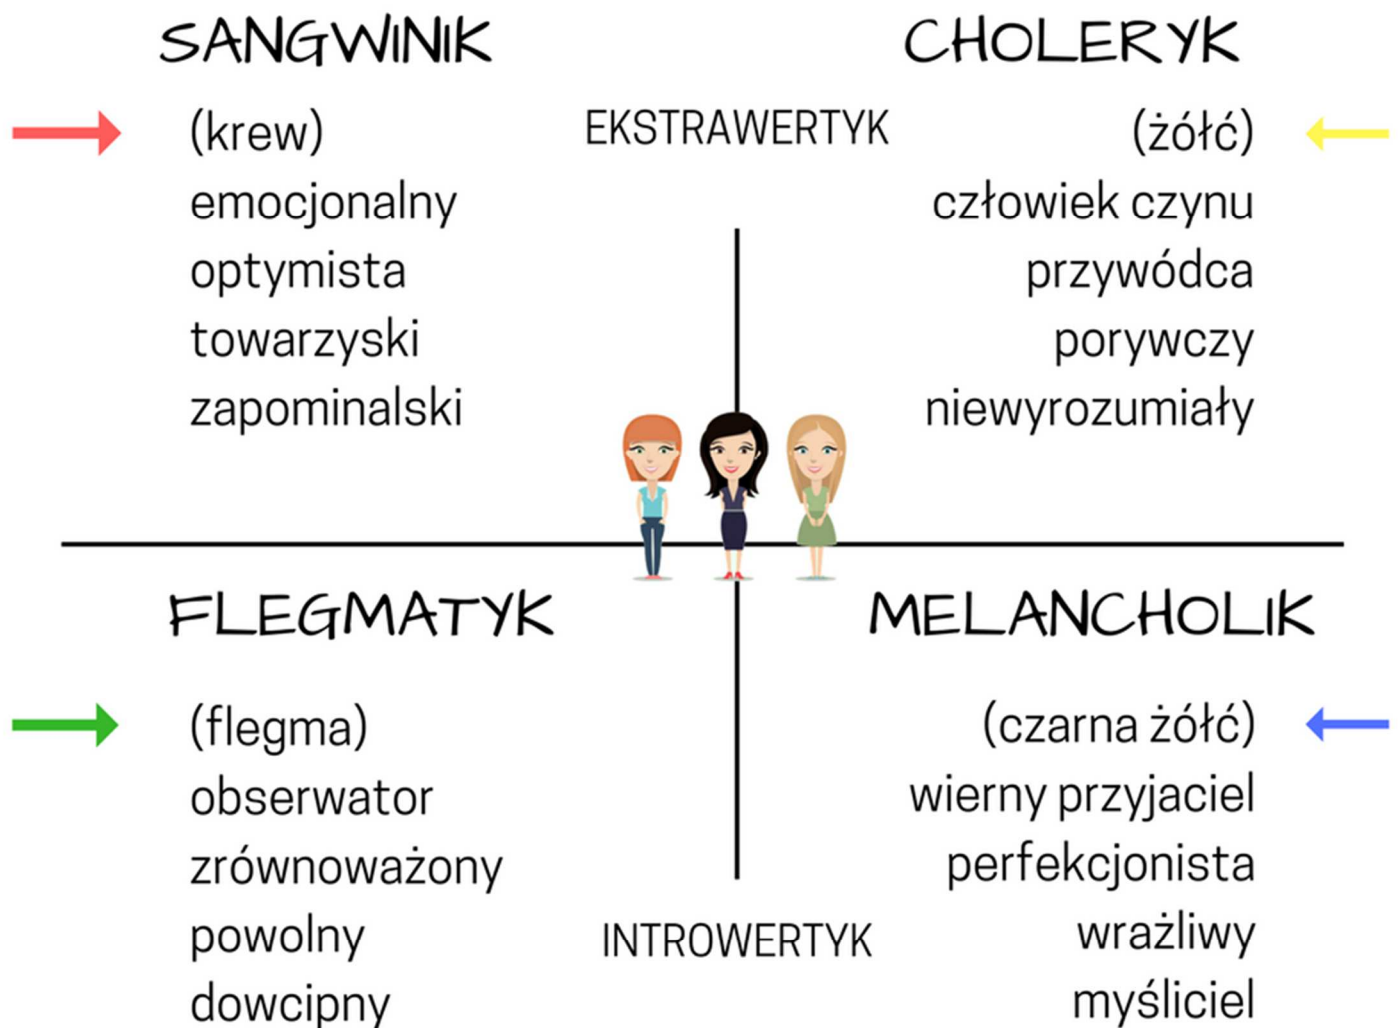 SANGWINIK
(krew)
emocjonalny
optymista
towarzyski
zapominalski
EKSTRAWERTYK
CHOLERYK
(żółć)
człowiek czynu
przywódca
porywczy
niewyrozumiały
FLEGMATYK
(flegma)
obserwator
zrównoważony
powolny
dowcipny
INTROWERTYK
MELANCHOLIK
(czarna żółć)
wierny przyjaciel
perfekcjonista
wrażliwy
myśliciel